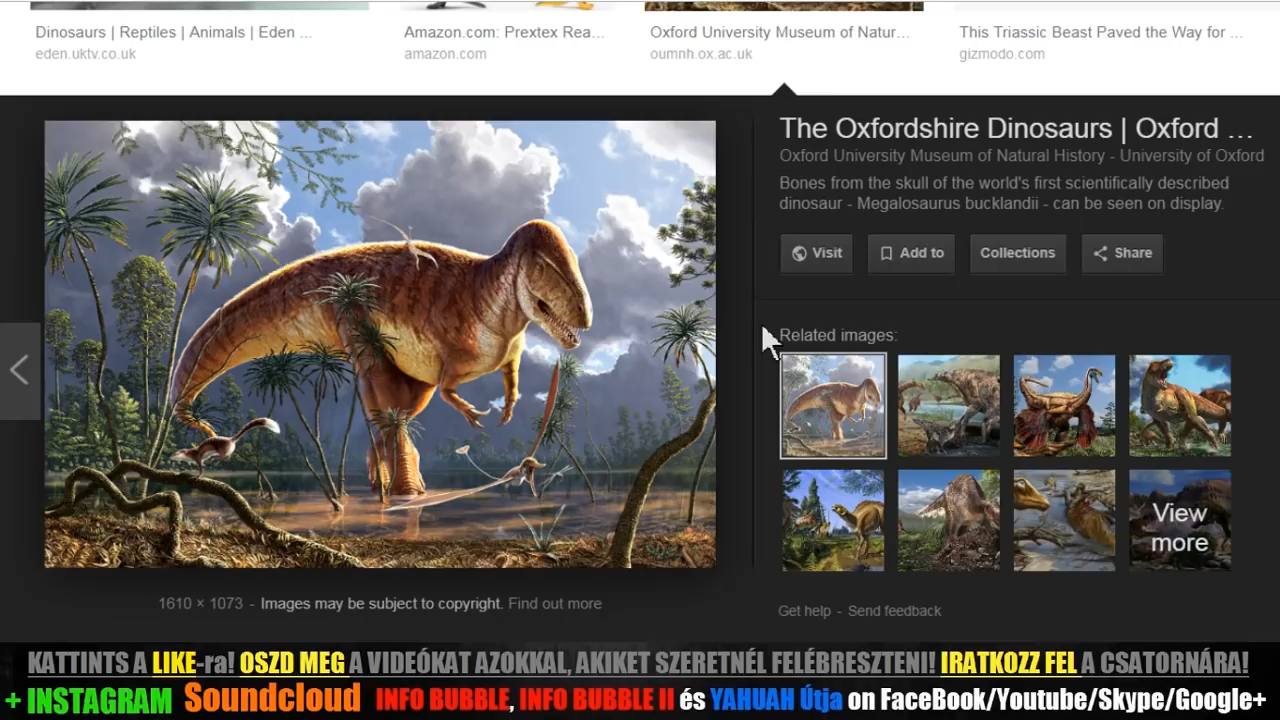 Dinosaurs | Reptiles | Animals | Eden ...
eden.uktv.co.uk
Amazon.com: Prextex Rea...
amazon.com
Oxford University Museum of Natur...
oumnh.ox.ac.uk
This Triassic Beast Paved the Way for ...
gizmodo.com
The Oxfordshire Dinosaurs | Oxford ...
Oxford University Museum of Natural History - University of Oxford
Bones from the skull of the world's first scientifically described
dinosaur - Megalosaurus bucklandii - can be seen on display.
Visit
Add to
Collections
Share
Related images:
View
more
1610 × 1073 - Images may be subject to copyright. Find out more
Get help - Send feedback
KATTINTS A LIKE-ra! OSZD MEG A VIDEÓKAT AZOKKAL, AKIKET SZERETNÉL FELÉBRESZTENI! IRATKOZZ FEL A CSATORNÁRA!
+ INSTAGRAM Soundcloud INFO BUBBLE, INFO BUBBLE II és YAHUAH Útja on FaceBook/Youtube/Skype/Google+